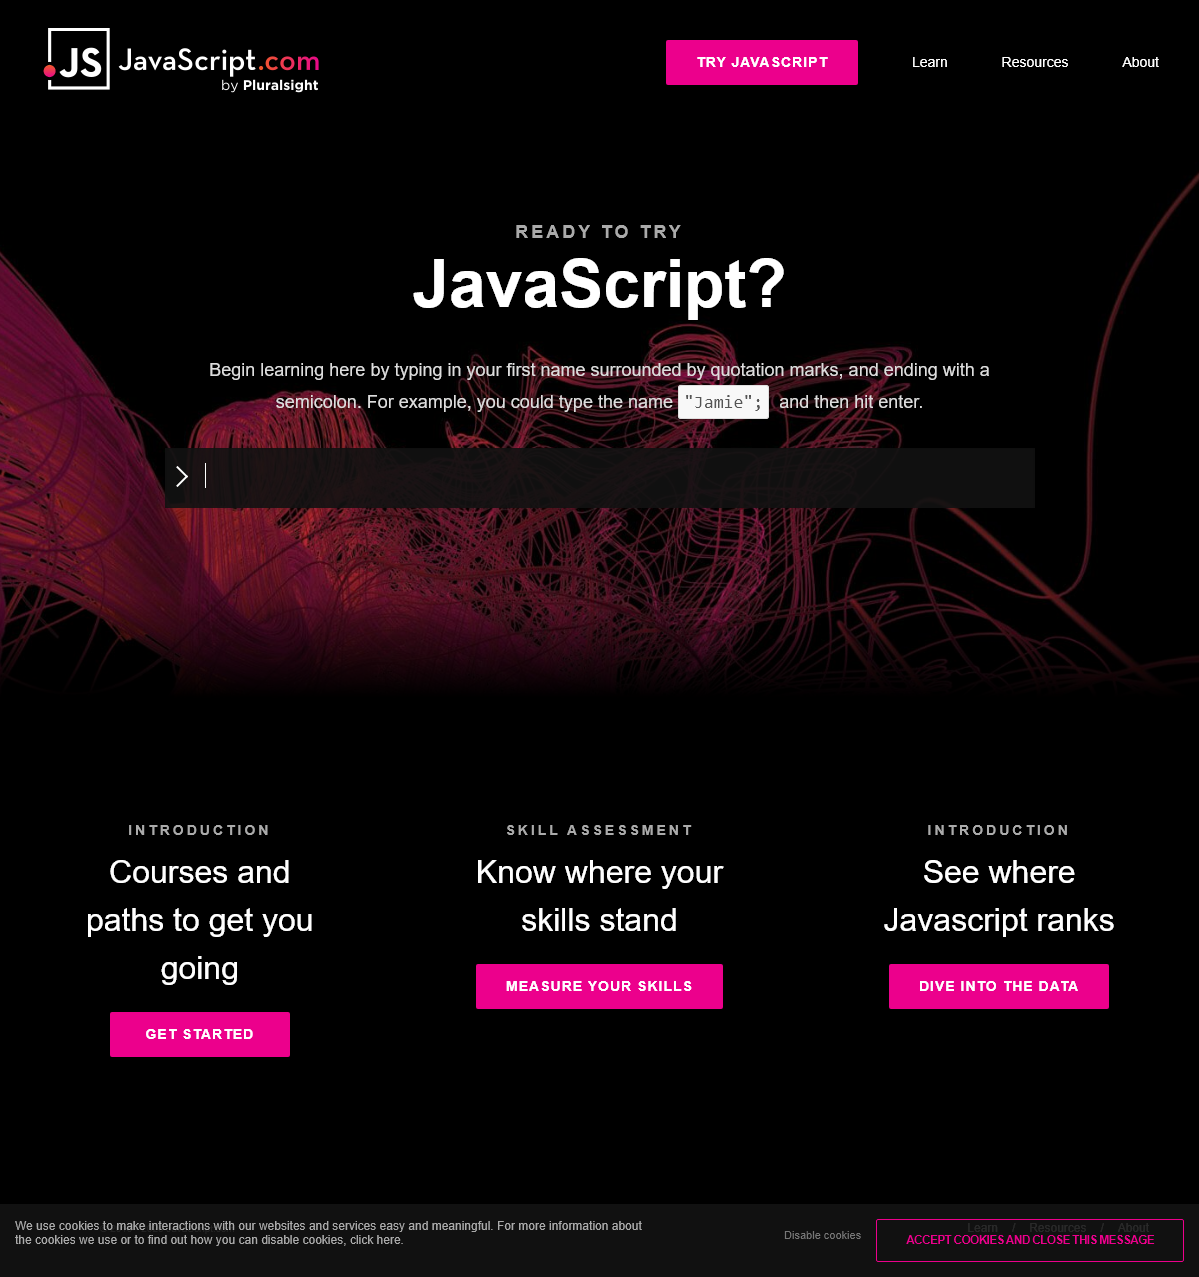 JS JavaScript.com
by Pluralsight
TRY JAVASCRIPT
Learn
Resources
About
READY TO TRY
JavaScript?
Begin learning here by typing in your first name surrounded by quotation marks, and ending with a
semicolon. For example, you could type the name "Jamie"; and then hit enter.
INTRODUCTION
Courses and
paths to get you
going
GET STARTED
SKILL ASSESSMENT
Know where your
skills stand
MEASURE YOUR SKILLS
INTRODUCTION
See where
Javascript ranks
DIVE INTO THE DATA
We use cookies to make interactions with our websites and services easy and meaningful. For more information about
the cookies we use or to find out how you can disable cookies, click here.
Disable cookies
Learn / Resources / About
ACCEPT COOKIES AND CLOSE THIS MESSAGE